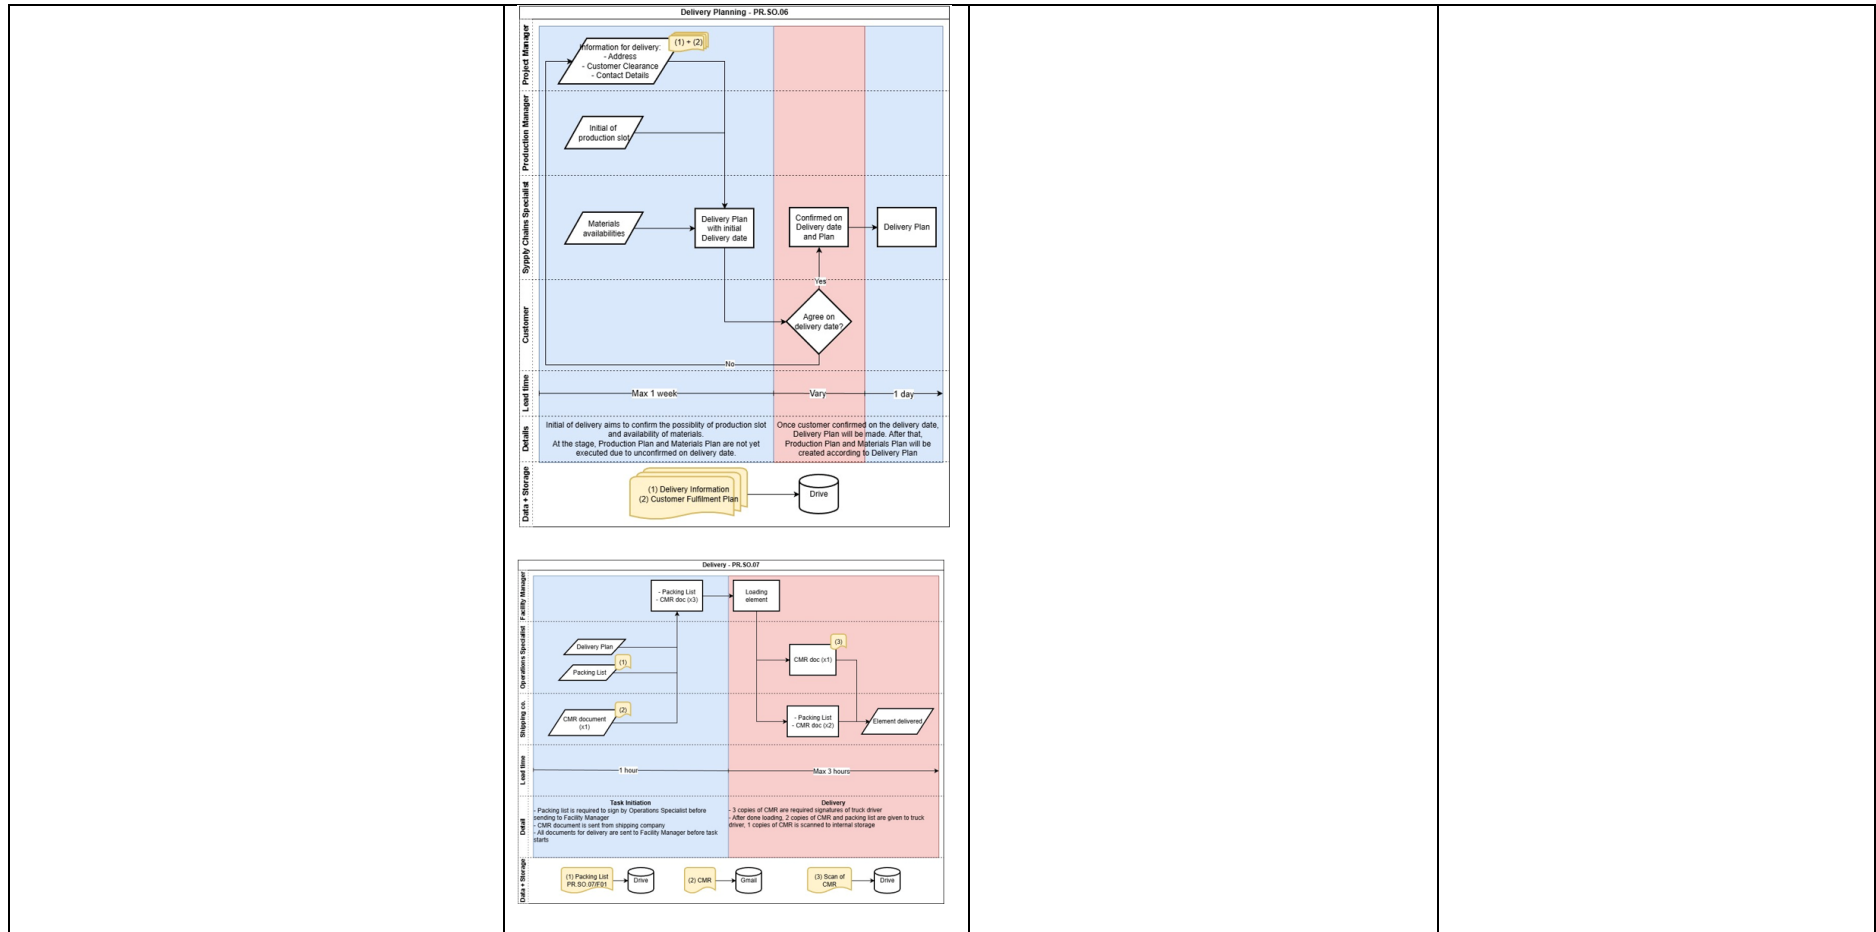 Delivery Planning - PR.SO.06
Project Manager
Information for delivery:
- Address
- Customer Clearance
- Contact Details
(1) + (2)
Production Manager
Initial of
production slot
Sypply Chains Specialist
Materials
availabilities
Delivery Plan
with initial
Delivery date
Confirmed on
Delivery date
and Plan
Delivery Plan
Customer
Yes
Agree on
delivery date?
No
Lead time
Max 1 week
Vary
1 day
Details
Initial of delivery aims to confirm the possiblity of production slot
and availability of materials.
At the stage, Production Plan and Materials Plan are not yet
executed due to unconfirmed on delivery date.
Once customer confirmed on the delivery date,
Delivery Plan will be made. After that,
Production Plan and Materials Plan will be
created according to Delivery Plan
Data + Storage
(1) Delivery Information
(2) Customer Fulfilment Plan
Drive
Delivery - PR.SO.07
Facility Manager
- Packing List
- CMR doc (x3)
Loading
element
Operations Specialist
Delivery Plan
Packing List
(1)
CMR doc (x1)
(3)
Shipping co.
CMR document
(x1)
(2)
- Packing List
- CMR doc (x2)
Element delivered
Lead time
1 hour
Max 3 hours
Detail
Task Initiation
- Packing list is required to sign by Operations Specialist before
sending to Facility Manager
- CMR document is sent from shipping company
- All documents for delivery are sent to Facility Manager before task
starts
Delivery
- 3 copies of CMR are required signatures of truck driver
- After done loading, 2 copies of CMR and packing list are given to truck
driver, 1 copies of CMR is scanned to internal storage
Data + Storage
(1) Packing List
PR.SO.07/F01
Drive
(2) CMR
Gmail
(3) Scan of
CMR
Drive